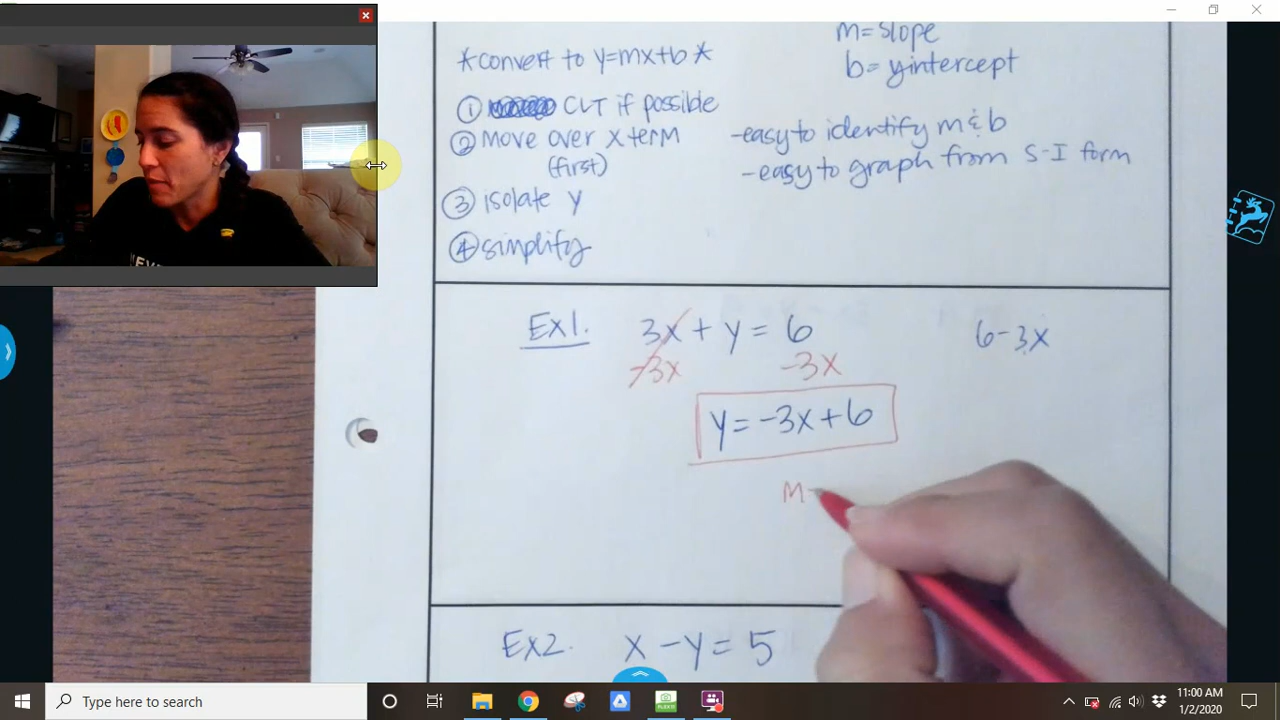 m=slope
*convert to y=mx+b*
b= yintercept
① CLT if possible
② move over x term
(first)
-easy to identify m & b
-easy to graph from S-I form
③ isolate y
④ simplify
Ex1. 3x + y = 6
6-3x
-3x -3x
y = -3x + 6
m
Ex2. x - y = 5
Type here to search
11:00 AM
1/2/2020